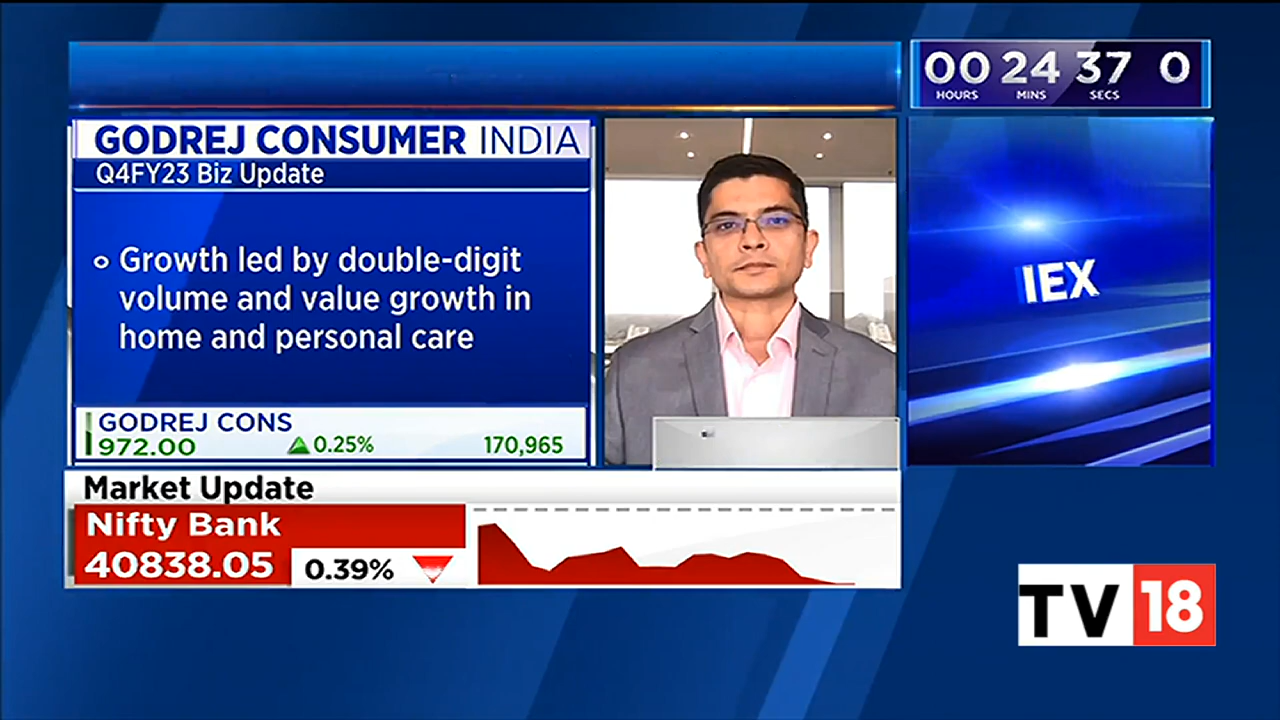 00 24 37 0
HOURS MINS SECS
GODREJ CONSUMER INDIA
Q4FY23 Biz Update
Growth led by double-digit
volume and value growth in
home and personal care
GODREJ CONS
972.00 0.25% 170,965
IEX
Market Update
Nifty Bank
40838.05 0.39%
TV18